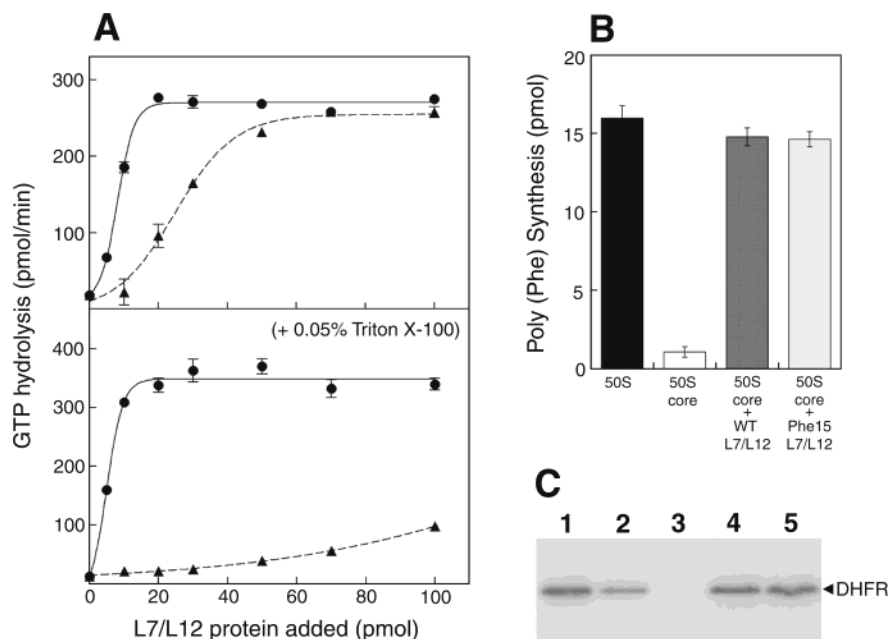 A
GTP hydrolysis (pmol/min)
300
200
100
(+ 0.05% Triton X-100)
400
300
200
100
0
20
40
60
80
100
L7/L12 protein added (pmol)
B
Poly (Phe) Synthesis (pmol)
20
15
10
5
0
50S
50S
core
50S
core
+
WT
L7/L12
50S
core
+
Phe15
L7/L12
C
1 2 3 4 5
◄DHFR